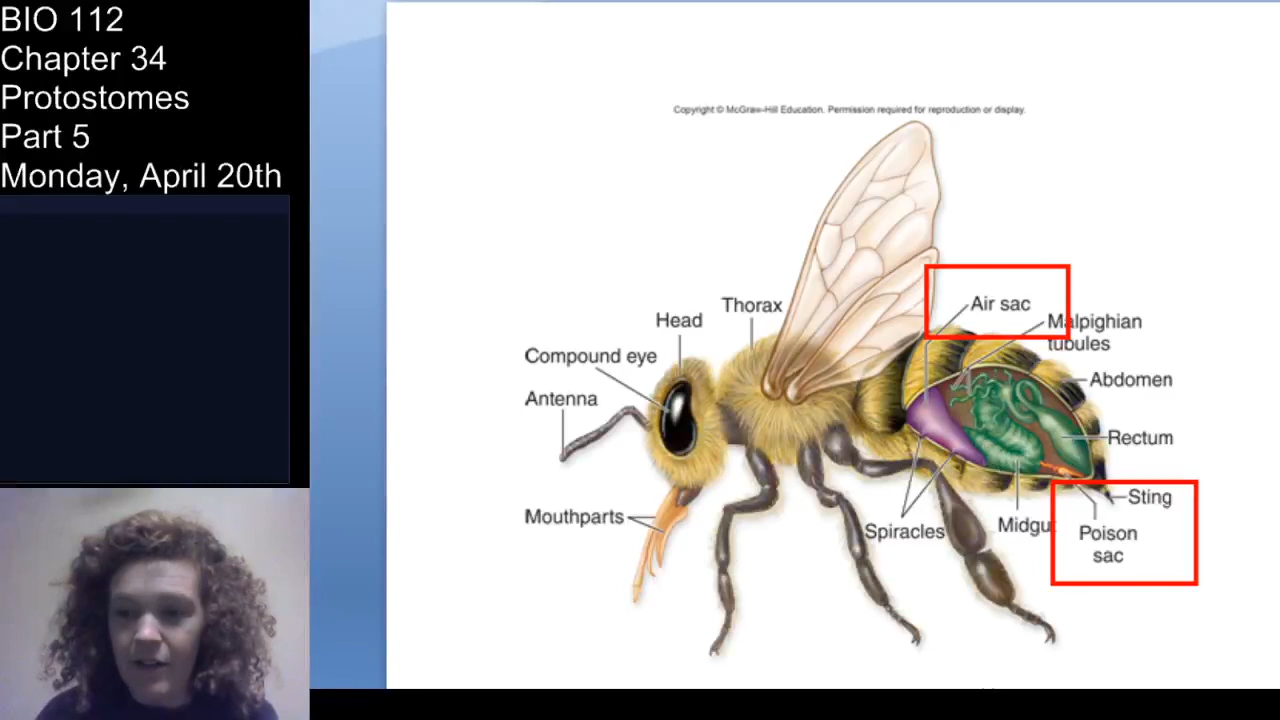 BIO 112
Chapter 34
Protostomes
Part 5
Monday, April 20th
Copyright © McGraw-Hill Education. Permission required for reproduction or display.
Air sac
Thorax
Head
Malpighian
tubules
Compound eye
Abdomen
Antenna
Rectum
Sting
Mouthparts
Spiracles
Midgut
Poison
sac